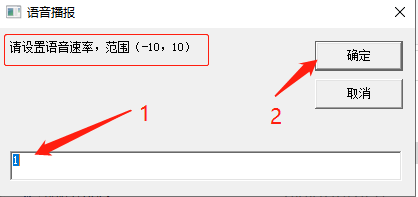 语音播报
请设置语音速率，范围（-10，10）
确定
取消
1
2
1